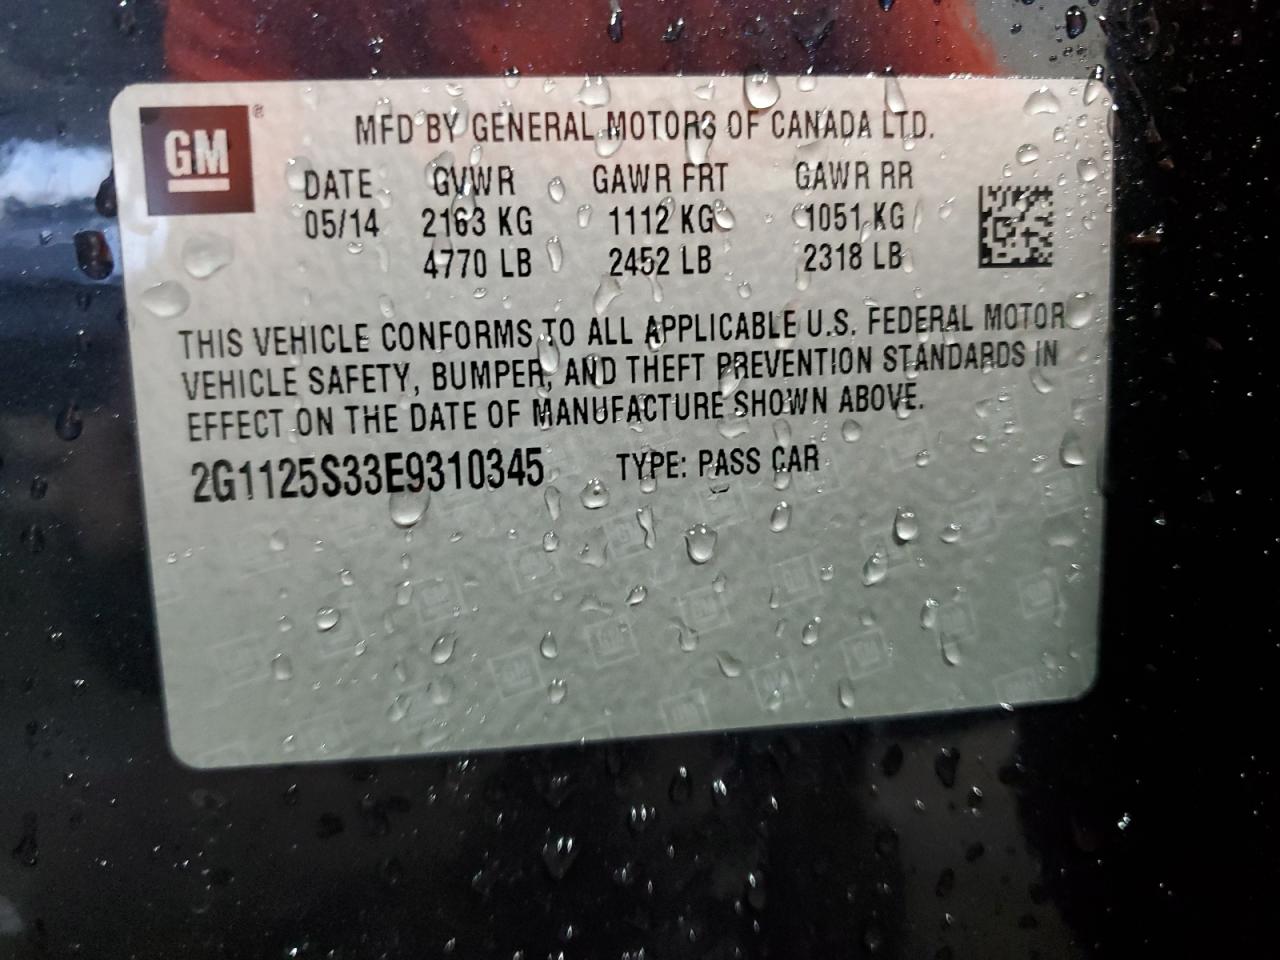 GM ®
MFD BY GENERAL MOTORS OF CANADA LTD.
DATE GVWR GAWR FRT GAWR RR
05/14 2163 KG 1112 KG 1051 KG
4770 LB 2452 LB 2318 LB
THIS VEHICLE CONFORMS TO ALL APPLICABLE U.S. FEDERAL MOTOR
VEHICLE SAFETY, BUMPER, AND THEFT PREVENTION STANDARDS IN
EFFECT ON THE DATE OF MANUFACTURE SHOWN ABOVE.
2G1125S33E9310345 TYPE: PASS CAR